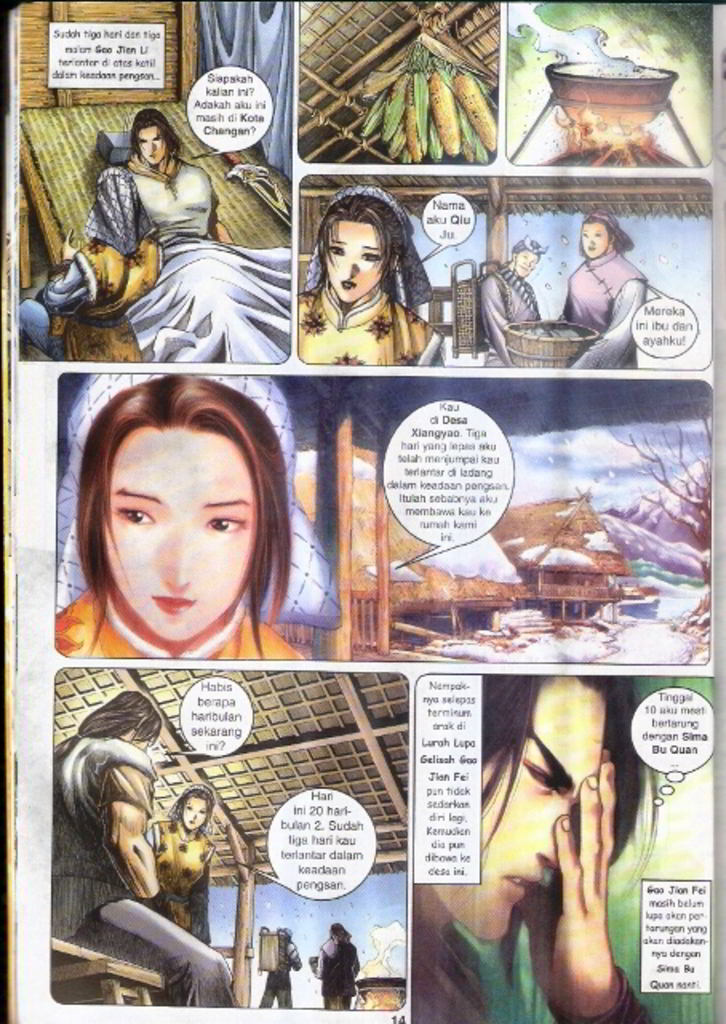 Sudah tiga hari dan tiga
malam Gao Jian Li
terlantar di atas katil
dalam keadaan pengsan...
Siapakah
kalian ini?
Adakah aku ini
masih di Kota
Changan?
Nama
aku Qiu
Ju.
Mereka
ini ibu dan
ayahku!
Kau
di Desa
Xiangyao. Tiga
hari yang lepas aku
telah menjumpai kau
terlantar di ladang
dalam keadaan pengsan.
Itulah sebabnya aku
membawa kau ke
rumah kami
ini.
Habis
berapa
haribulan
sekarang
ini?
Hari
ini 20 hari-
bulan 2. Sudah
tiga hari kau
terlantar dalam
keadaan
pengsan.
Nampak-
nya selepas
terminum
arak di
Lurah Lupa
Gelisah Gao
Jian Fei
pun tidak
sedarkan
diri lagi.
Kemudian
dia pun
dibawa ke
desa ini.
Tinggal
10 aku mesti
bertarung
dengan Sima
Bu Quan
...
Gao Jian Fei
masih belum
lupa akan per-
tarungan yang
akan diadakan-
nya dengan
Sima Bu
Quan nanti.
14